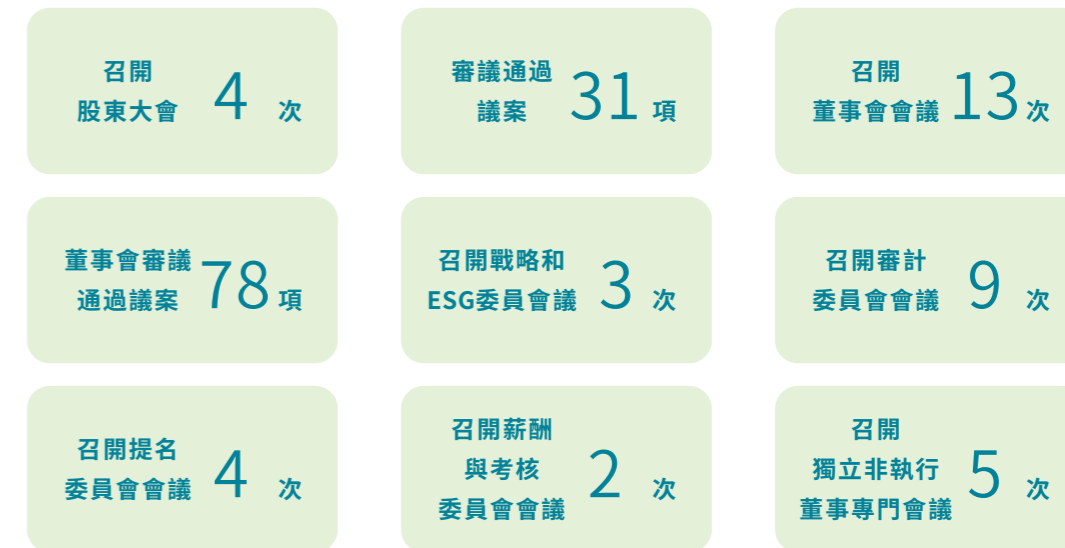 召開
股東大會 4 次
審議通過
議案 31 項
召開
董事會會議 13 次
董事會審議
通過議案 78 項
召開戰略和
ESG委員會議 3 次
召開審計
委員會會議 9 次
召開提名
委員會會議 4 次
召開薪酬
與考核
委員會會議 2 次
召開
獨立非執行
董事專門會議 5 次